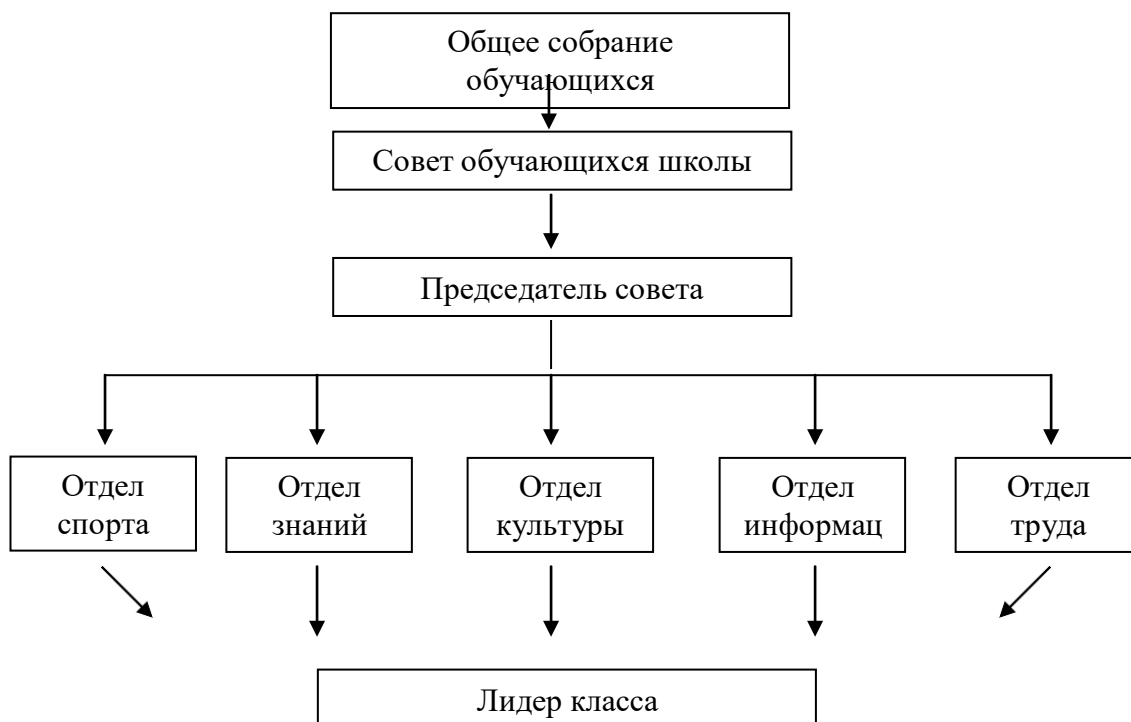 Общее собрание
обучающихся
Совет обучающихся школы
Председатель совета
Отдел
спорта
Отдел
знаний
Отдел
культуры
Отдел
информац
Отдел
труда
Лидер класса